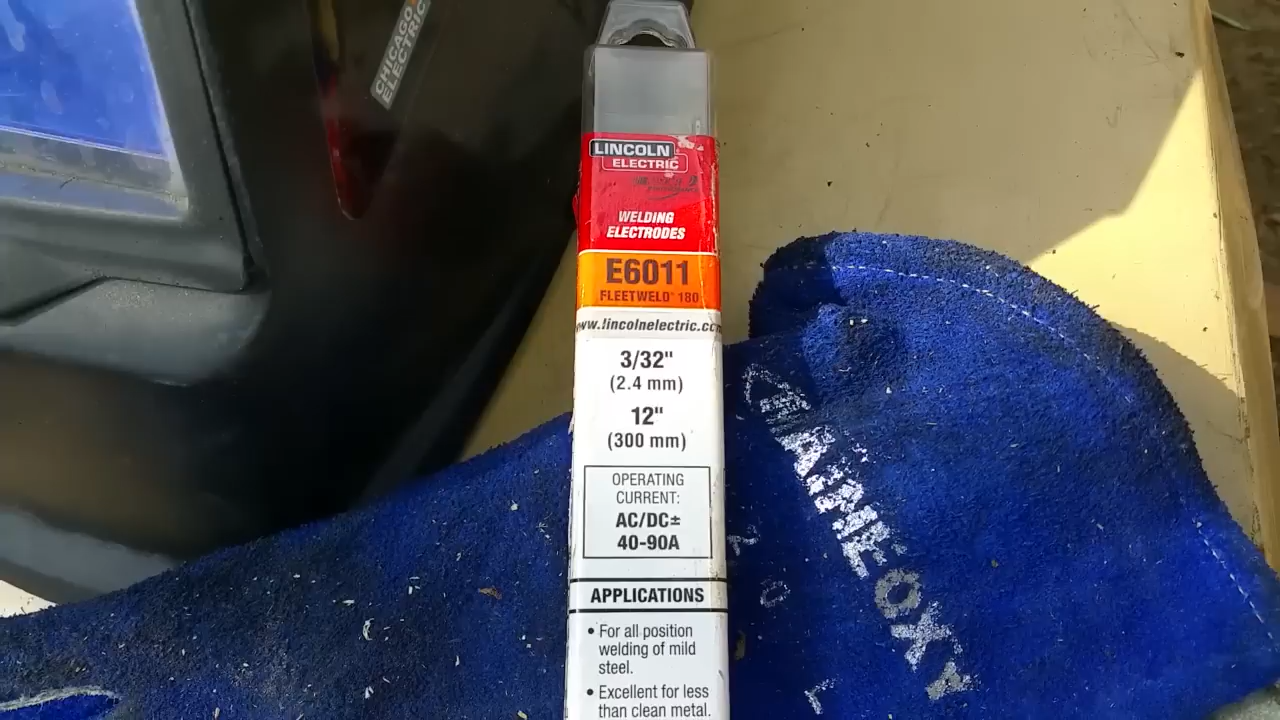 CHICAGO
ELECTRIC
LINCOLN
ELECTRIC
WELDING
ELECTRODES
E6011
FLEETWELD® 180
www.lincolnelectric.com
3/32"
(2.4 mm)
12"
(300 mm)
OPERATING
CURRENT:
AC/DC±
40-90A
APPLICATIONS
• For all position
welding of mild
steel.
• Excellent for less
than clean metal.